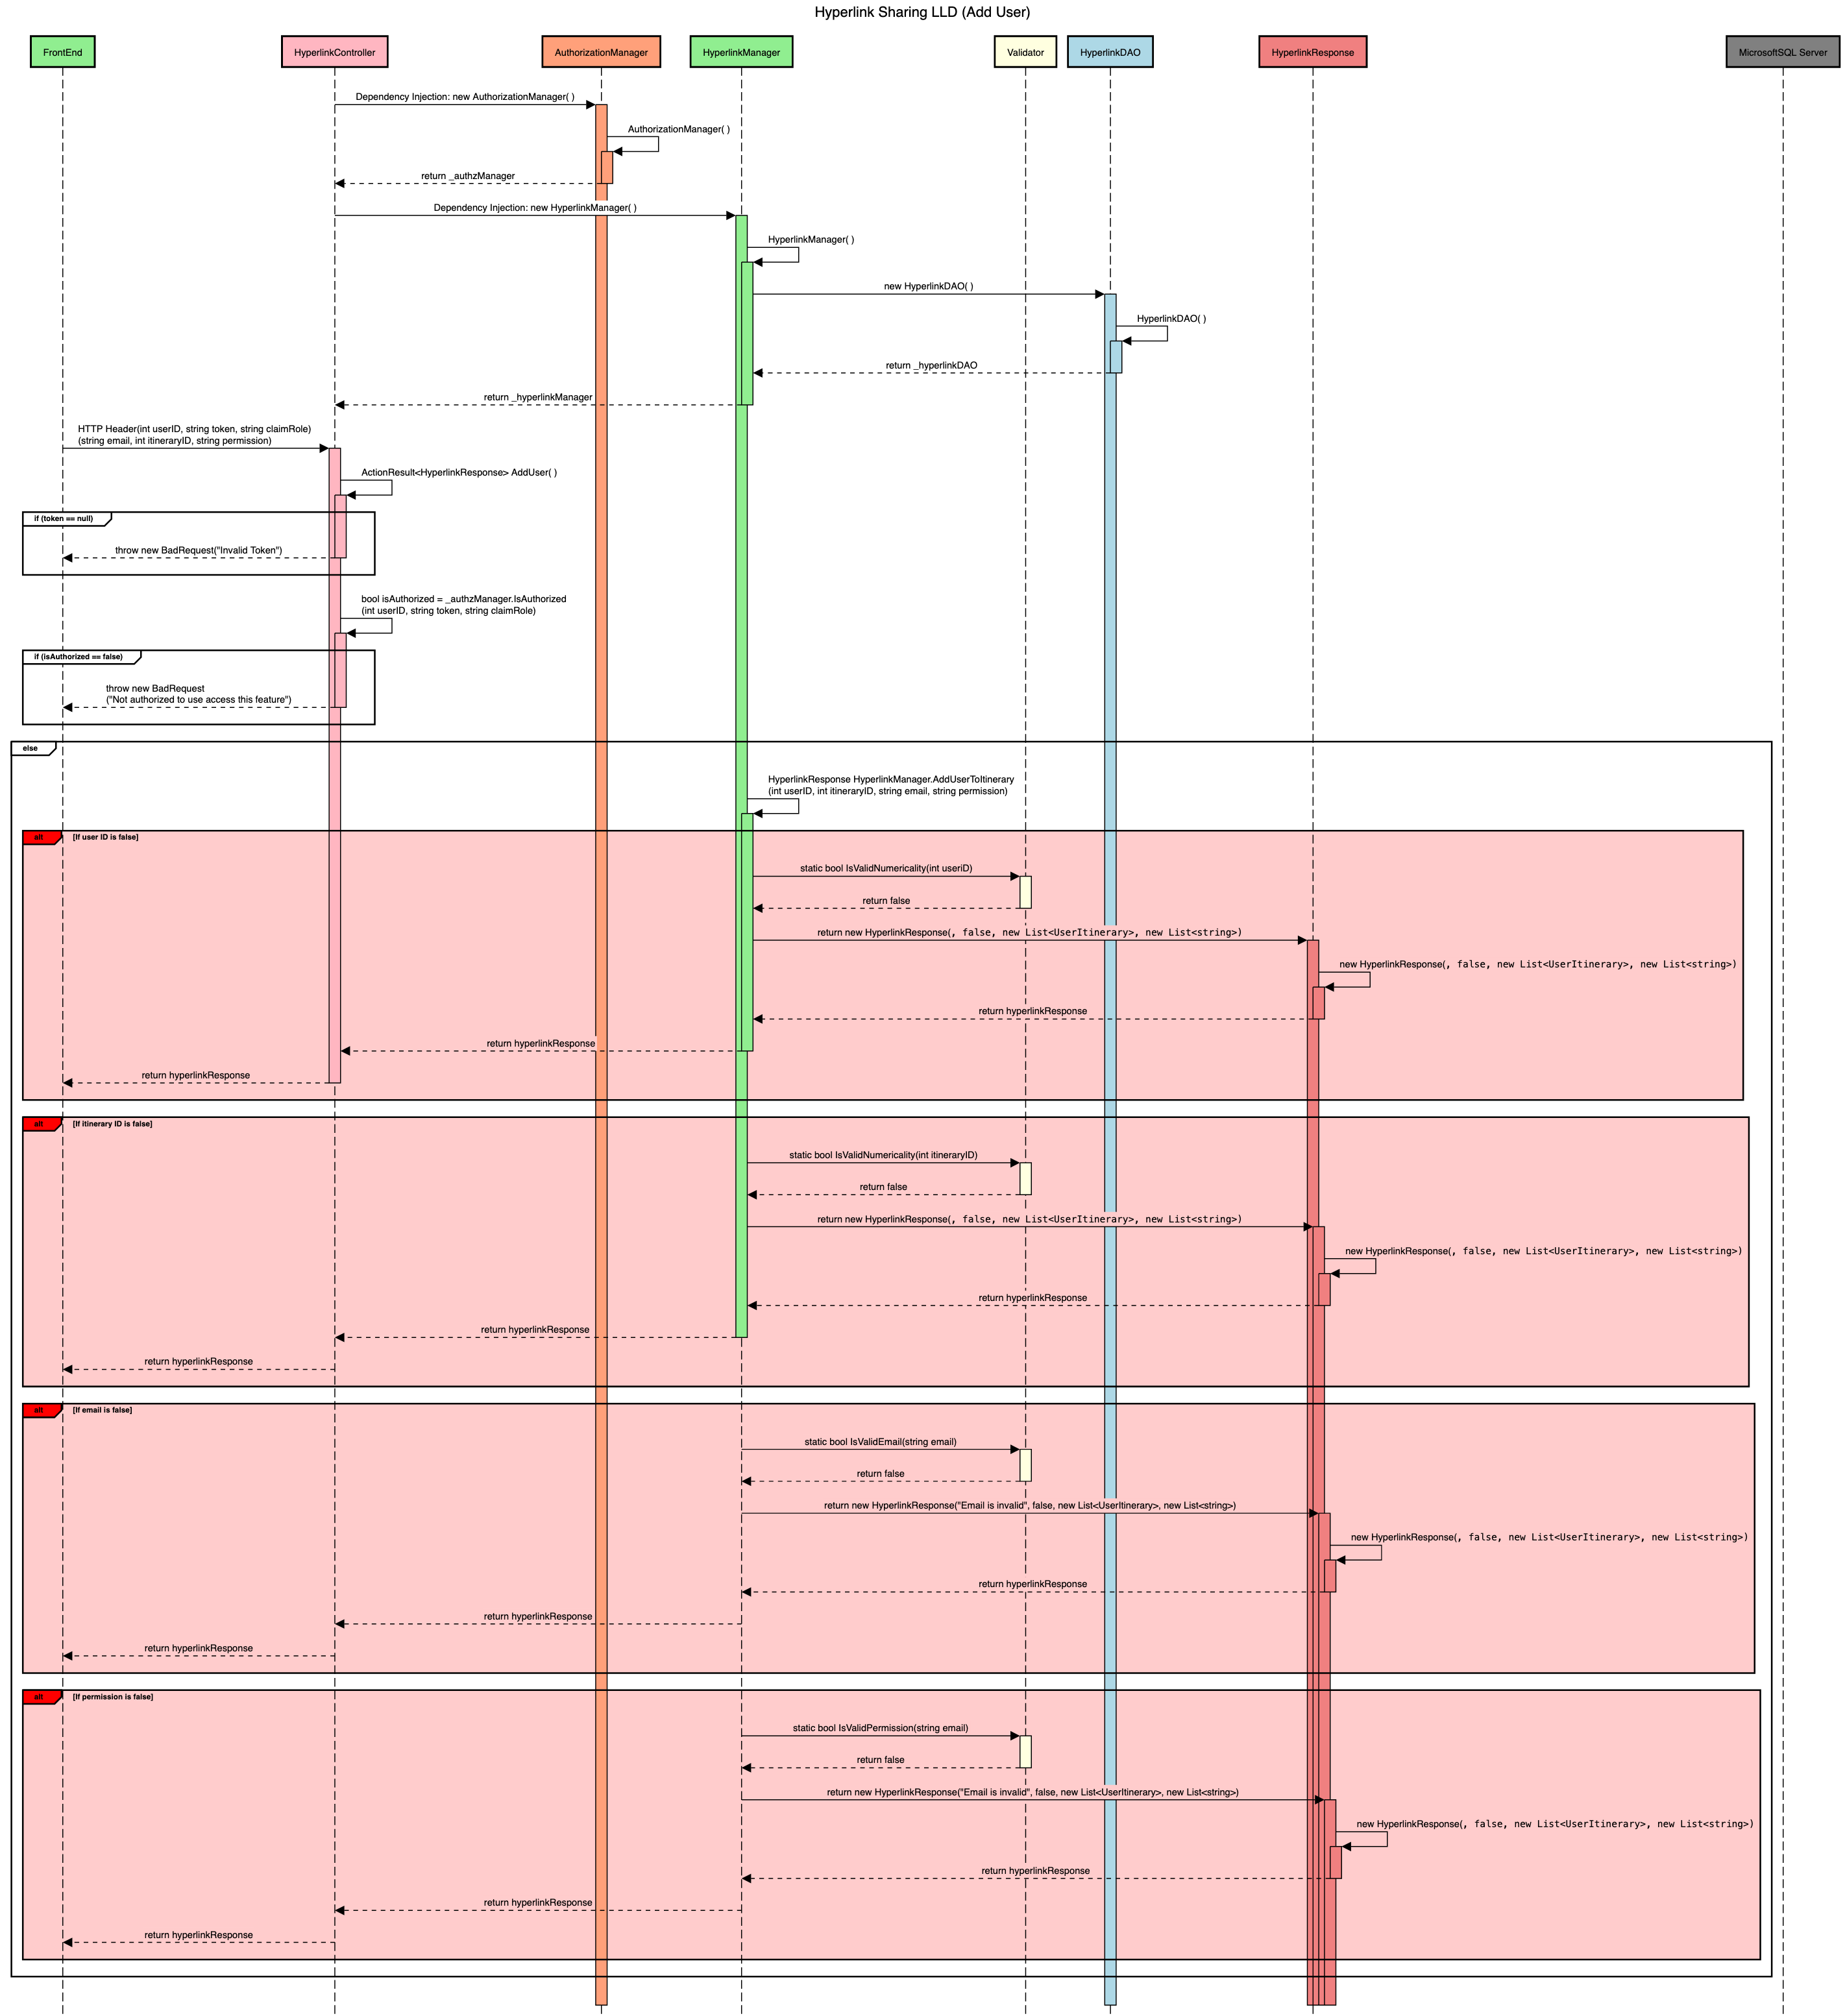 Hyperlink Sharing LLD (Add User)
FrontEnd
HyperlinkController
AuthorizationManager
HyperlinkManager
Validator
HyperlinkDAO
HyperlinkResponse
MicrosoftSQL Server
Dependency Injection: new AuthorizationManager( )
AuthorizationManager( )
return _authzManager
Dependency Injection: new HyperlinkManager( )
HyperlinkManager( )
new HyperlinkDAO( )
HyperlinkDAO( )
return _hyperlinkDAO
return _hyperlinkManager
HTTP Header(int userID, string token, string claimRole)
(string email, int itineraryID, string permission)
ActionResult<HyperlinkResponse> AddUser( )
if (token == null)
throw new BadRequest("Invalid Token")
bool isAuthorized = _authzManager.IsAuthorized
(int userID, string token, string claimRole)
if (isAuthorized == false)
throw new BadRequest
("Not authorized to use access this feature")
else
HyperlinkResponse HyperlinkManager.AddUserToItinerary
(int userID, int itineraryID, string email, string permission)
alt
[If user ID is false]
static bool IsValidNumericality(int useriD)
return false
return new HyperlinkResponse(, false, new List<UserItinerary>, new List<string>)
new HyperlinkResponse(, false, new List<UserItinerary>, new List<string>)
return hyperlinkResponse
return hyperlinkResponse
return hyperlinkResponse
alt
[If itinerary ID is false]
static bool IsValidNumericality(int itineraryID)
return false
return new HyperlinkResponse(, false, new List<UserItinerary>, new List<string>)
new HyperlinkResponse(, false, new List<UserItinerary>, new List<string>)
return hyperlinkResponse
return hyperlinkResponse
return hyperlinkResponse
alt
[If email is false]
static bool IsValidEmail(string email)
return false
return new HyperlinkResponse("Email is invalid", false, new List<UserItinerary>, new List<string>)
new HyperlinkResponse(, false, new List<UserItinerary>, new List<string>)
return hyperlinkResponse
return hyperlinkResponse
return hyperlinkResponse
alt
[If permission is false]
static bool IsValidPermission(string email)
return false
return new HyperlinkResponse("Email is invalid", false, new List<UserItinerary>, new List<string>)
new HyperlinkResponse(, false, new List<UserItinerary>, new List<string>)
return hyperlinkResponse
return hyperlinkResponse
return hyperlinkResponse